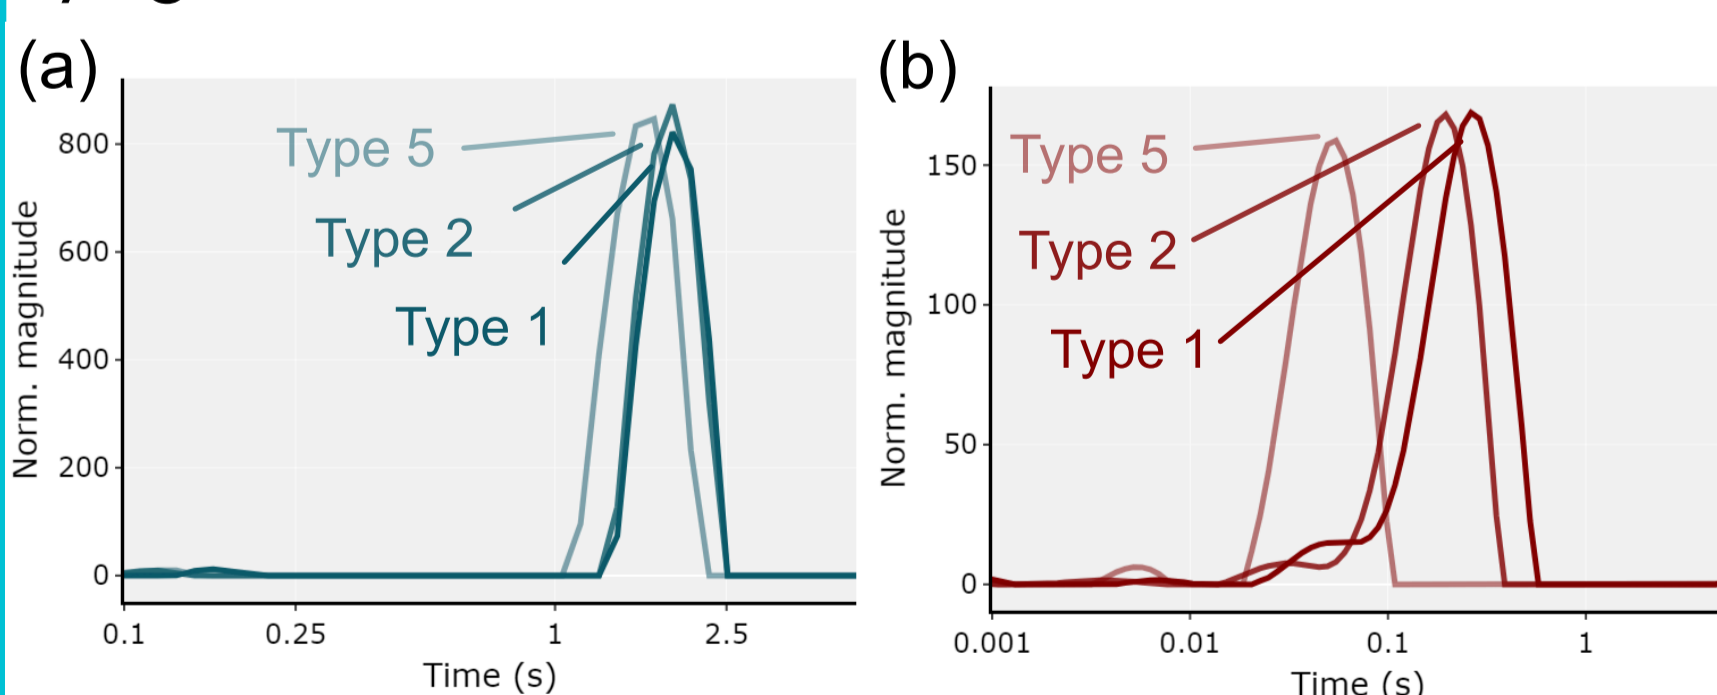 (a)
800
600
400
200
0
Norm. magnitude
Type 5
Type 2
Type 1
0.1 0.25 1 2.5
Time (s)
(b)
150
100
50
0
Norm. magnitude
Type 5
Type 2
Type 1
0.001 0.01 0.1 1
Time (s)